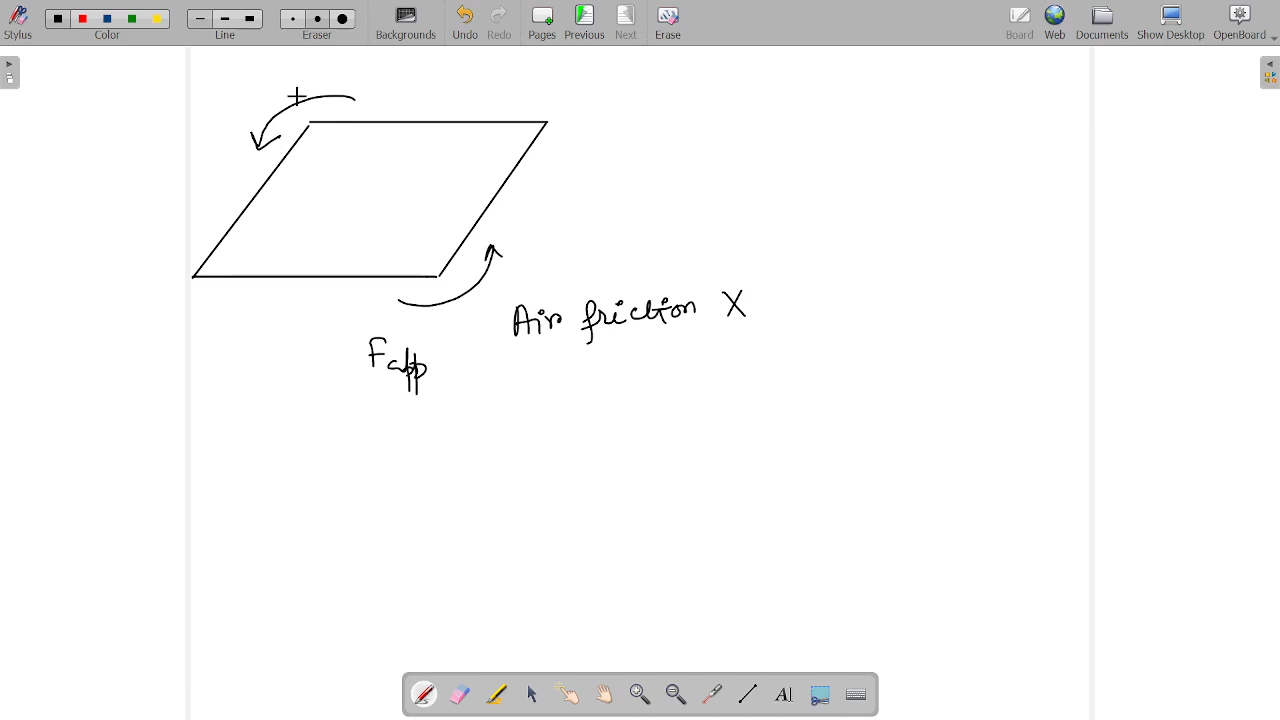 Stylus Color Line Eraser Backgrounds Undo Redo Pages Previous Next Erase Board Web Documents Show Desktop OpenBoard
+
Air friction X
Fapp
AI